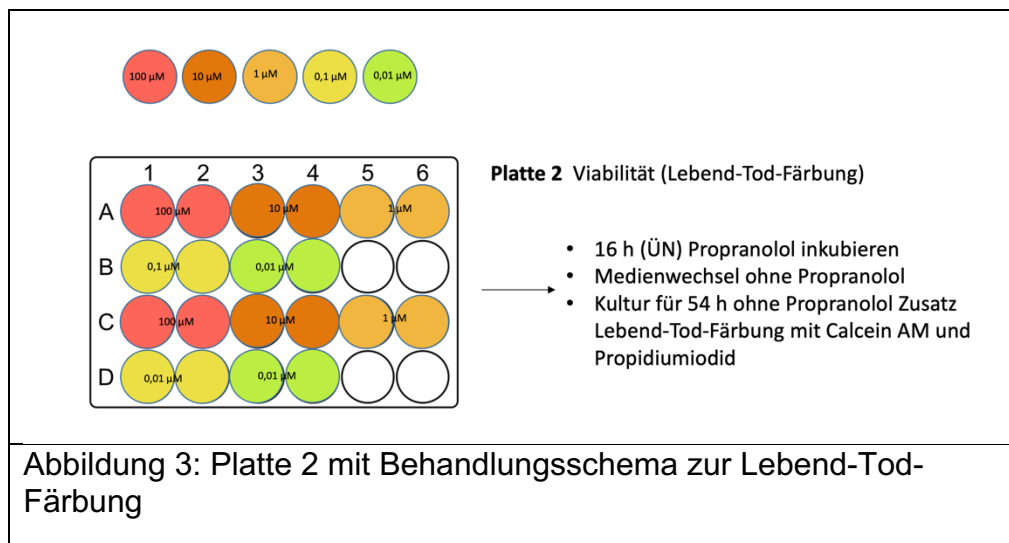 100 µM 10 µM 1 µM 0,1 µM 0,01 µM
1 2 3 4 5 6
Platte 2 Viabilität (Lebend-Tod-Färbung)
A 100 µM 10 µM 1 µM
B 0,1 µM 0,01 µM
C 100 µM 10 µM 1 µM
D 0,01 µM 0,01 µM
• 16 h (ÜN) Propranolol inkubieren
• Medienwechsel ohne Propranolol
• Kultur für 54 h ohne Propranolol Zusatz
Lebend-Tod-Färbung mit Calcein AM und
Propidiumiodid
Abbildung 3: Platte 2 mit Behandlungsschema zur Lebend-Tod-
Färbung